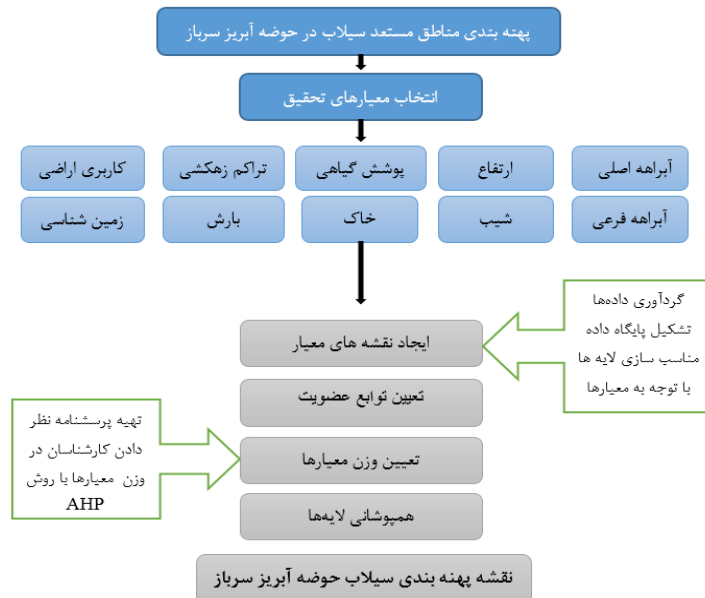 پهنه بندی مناطق مستعد سیلاب در حوضه آبریز سرباز
انتخاب معیارهای تحقیق
آبراهه اصلی
ارتفاع
پوشش گیاهی
تراکم زهکشی
کاربری اراضی
آبراهه فرعی
شیب
خاک
بارش
زمین شناسی
گردآوری داده‌ها
تشکیل پایگاه داده
مناسب سازی لایه ها
با توجه به معیارها
ایجاد نقشه های معیار
تعیین توابع عضویت
تهیه پرسشنامه نظر
دادن کارشناسان در
وزن معیارها با روش
AHP
تعیین وزن معیارها
همپوشانی لایه‌ها
نقشه پهنه بندی سیلاب حوضه آبریز سرباز